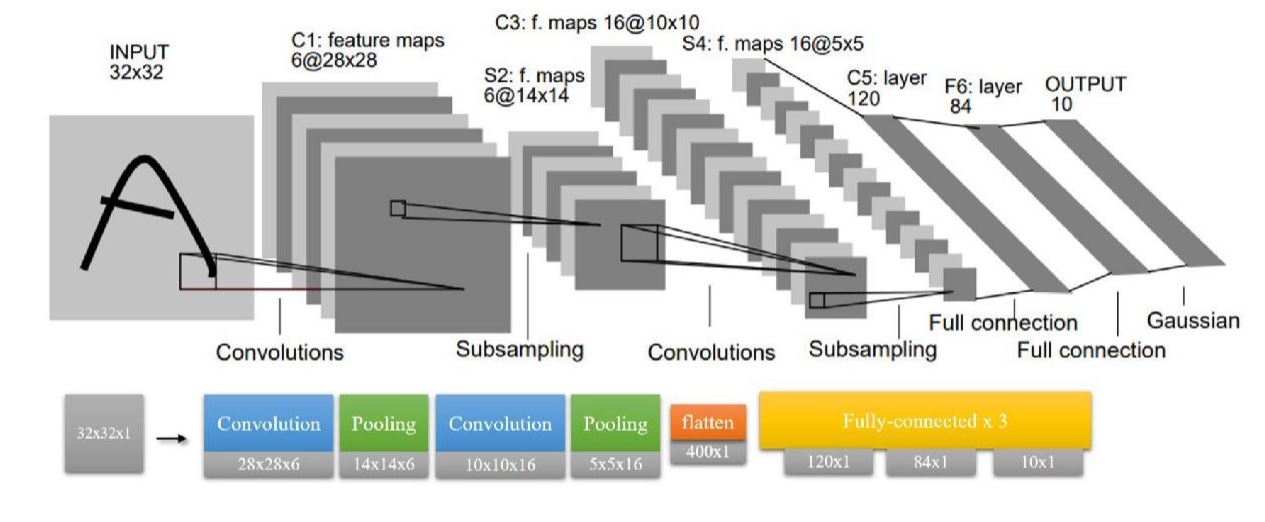 INPUT
32x32
C1: feature maps
6@28x28
S2: f. maps
6@14x14
C3: f. maps 16@10x10
S4: f. maps 16@5x5
C5: layer
120
F6: layer
84
OUTPUT
10
Convolutions
Subsampling
Convolutions
Subsampling
Full connection
Full connection
Gaussian
32x32x1
Convolution
28x28x6
Pooling
14x14x6
Convolution
10x10x16
Pooling
5x5x16
flatten
400x1
Fully-connected x 3
120x1
84x1
10x1